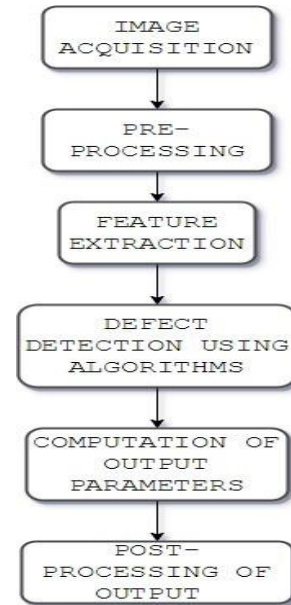 IMAGE
ACQUISITION
PRE-
PROCESSING
FEATURE
EXTRACTION
DEFECT
DETECTION USING
ALGORITHMS
COMPUTATION OF
OUTPUT
PARAMETERS
POST-
PROCESSING OF
OUTPUT